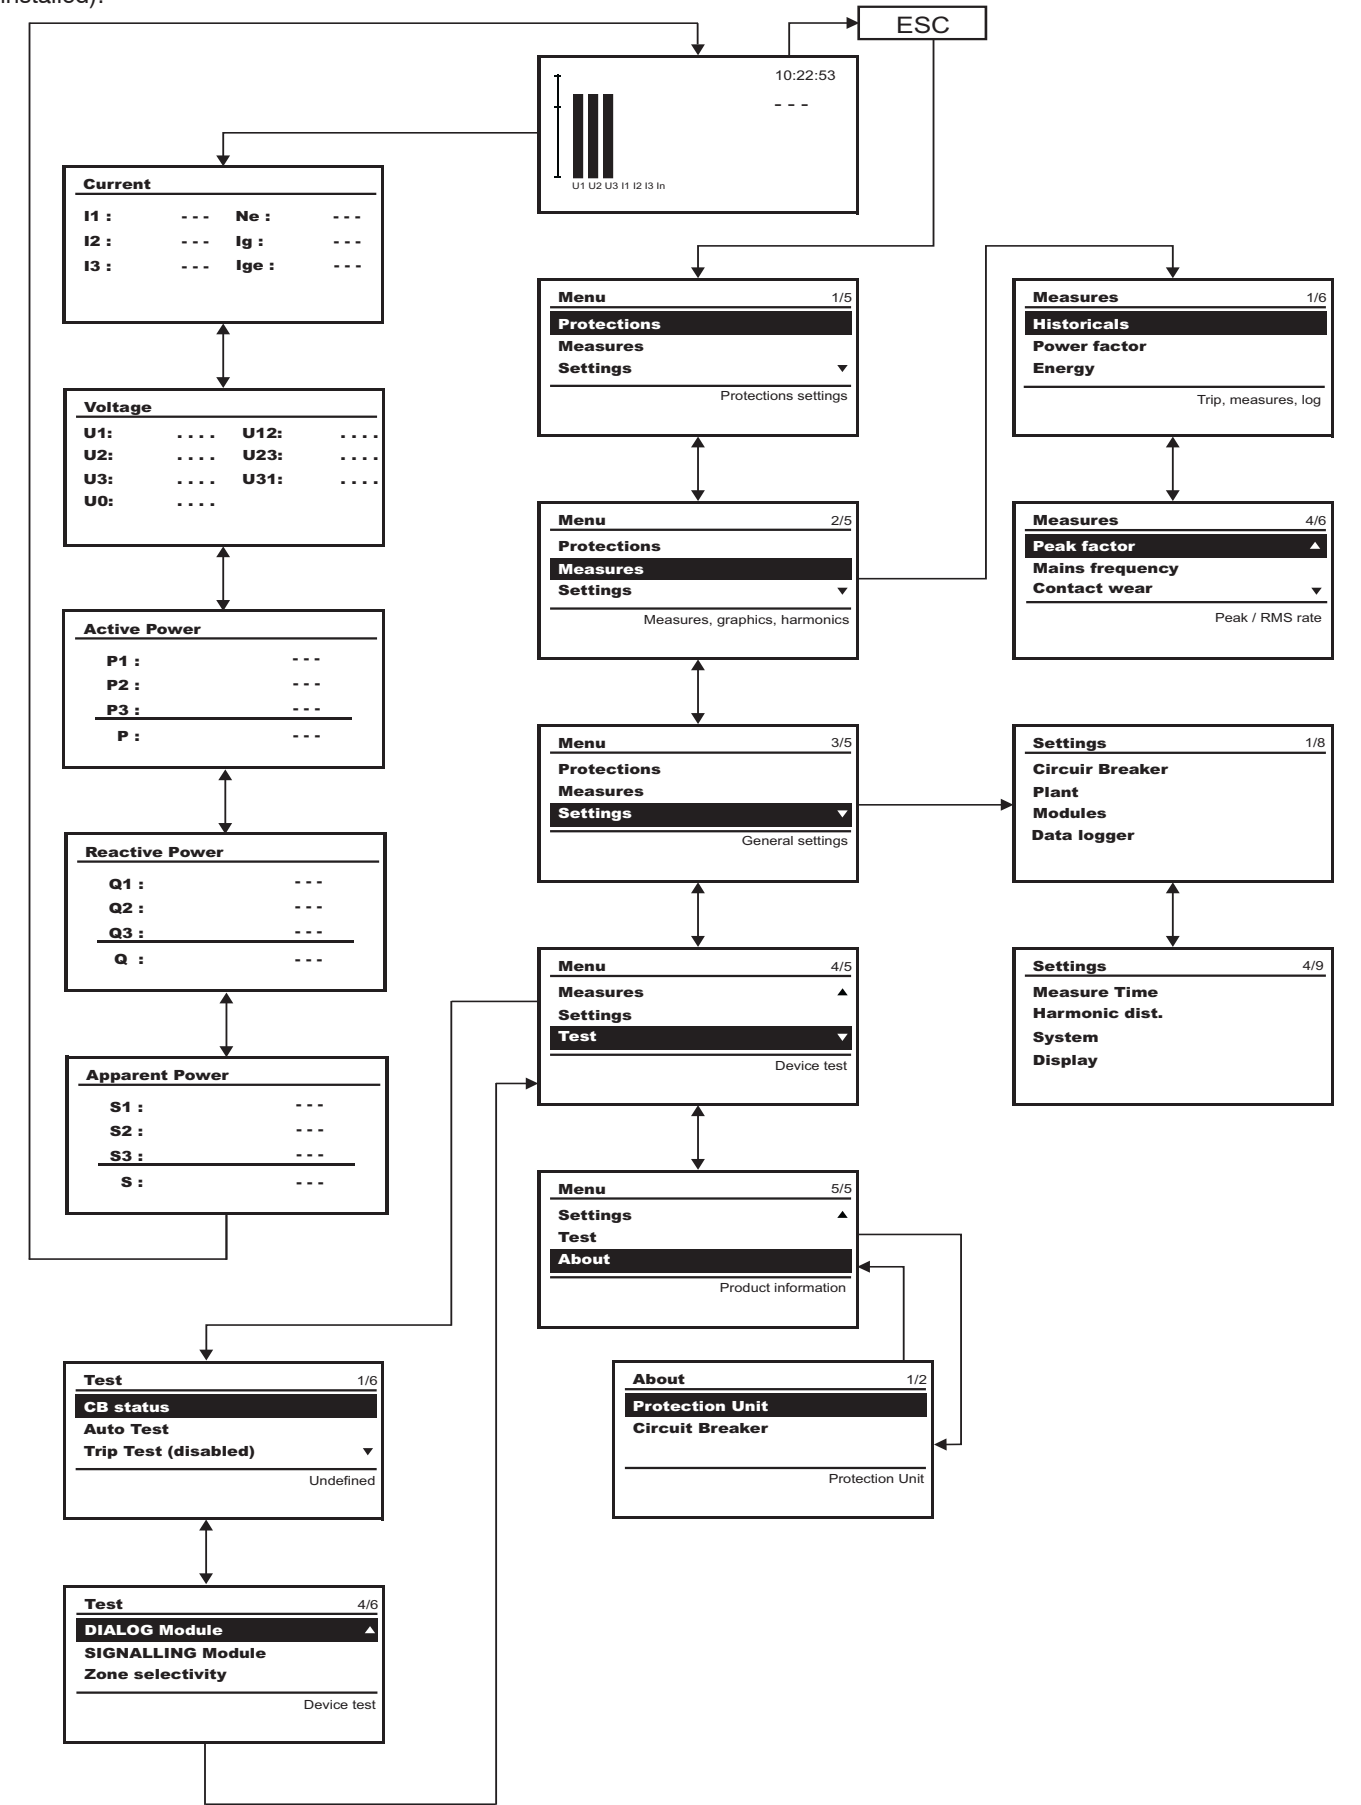 installed).
ESC
10:22:53
- - -
U1 U2 U3 I1 I2 I3 In
Current
I1 : - - - Ne : - - -
I2 : - - - Ig : - - -
I3 : - - - Ige : - - -
Voltage
U1: . . . . U12: . . . .
U2: . . . . U23: . . . .
U3: . . . . U31: . . . .
U0: . . . .
Active Power
P1 : - - -
P2 : - - -
P3 : - - -
P : - - -
Reactive Power
Q1 : - - -
Q2 : - - -
Q3 : - - -
Q : - - -
Apparent Power
S1 : - - -
S2 : - - -
S3 : - - -
S : - - -
Menu 1/5
Protections
Measures
Settings
Protections settings
Menu 2/5
Protections
Measures
Settings
Measures, graphics, harmonics
Menu 3/5
Protections
Measures
Settings
General settings
Menu 4/5
Measures
Settings
Test
Device test
Menu 5/5
Settings
Test
About
Product information
Measures 1/6
Historicals
Power factor
Energy
Trip, measures, log
Measures 4/6
Peak factor
Mains frequency
Contact wear
Peak / RMS rate
Settings 1/8
Circuir Breaker
Plant
Modules
Data logger
Settings 4/9
Measure Time
Harmonic dist.
System
Display
Test 1/6
CB status
Auto Test
Trip Test (disabled)
Undefined
Test 4/6
DIALOG Module
SIGNALLING Module
Zone selectivity
Device test
About 1/2
Protection Unit
Circuit Breaker
Protection Unit